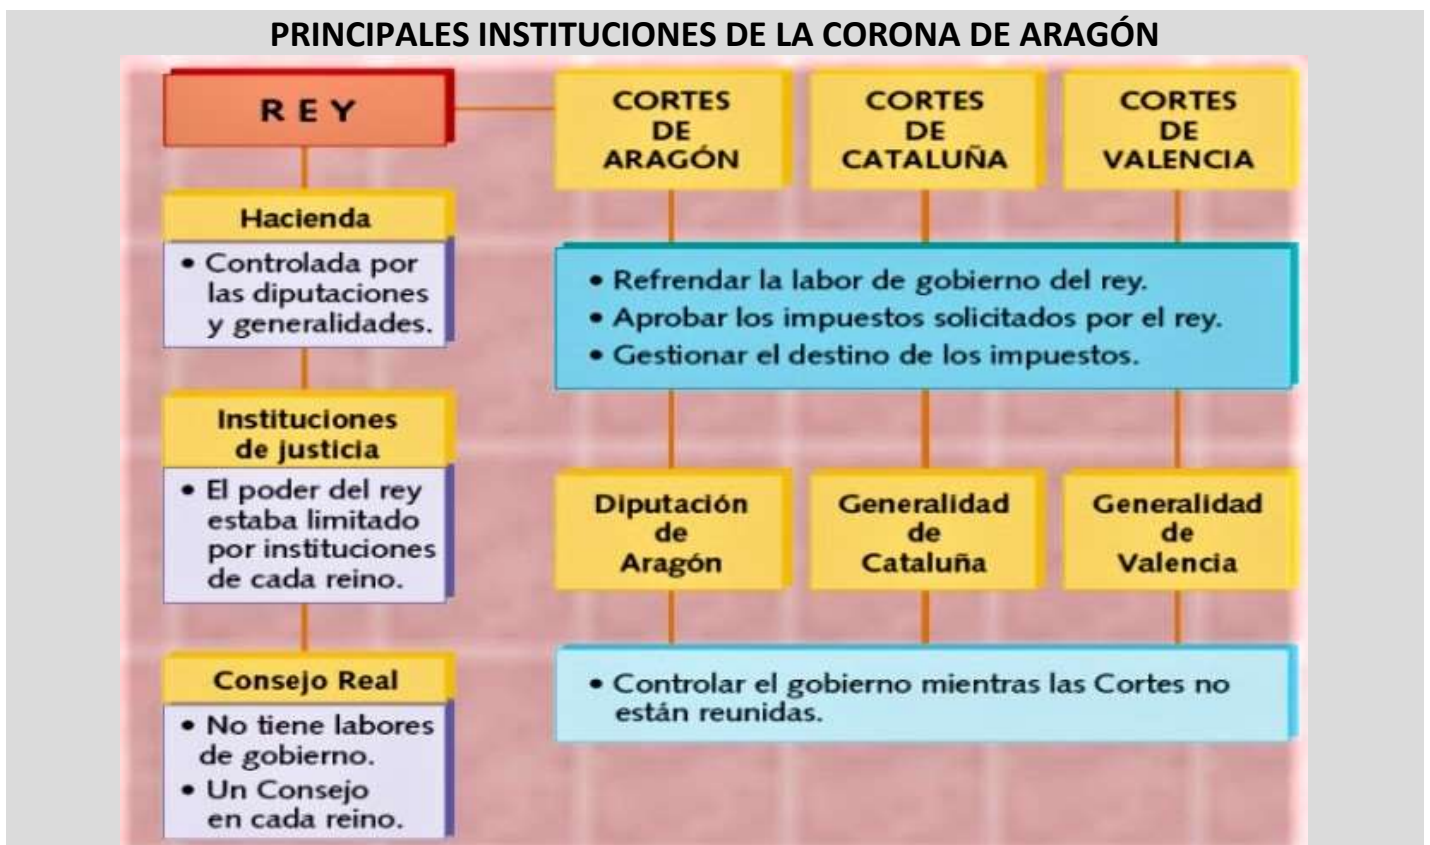 PRINCIPALES INSTITUCIONES DE LA CORONA DE ARAGÓN
REY
Hacienda
• Controlada por
las diputaciones
y generalidades.
Instituciones
de justicia
• El poder del rey
estaba limitado
por instituciones
de cada reino.
Consejo Real
• No tiene labores
de gobierno.
• Un Consejo
en cada reino.
CORTES
DE
ARAGÓN
CORTES
DE
CATALUÑA
CORTES
DE
VALENCIA
• Refrendar la labor de gobierno del rey.
• Aprobar los impuestos solicitados por el rey.
• Gestionar el destino de los impuestos.
Diputación
de
Aragón
Generalidad
de
Cataluña
Generalidad
de
Valencia
• Controlar el gobierno mientras las Cortes no
están reunidas.